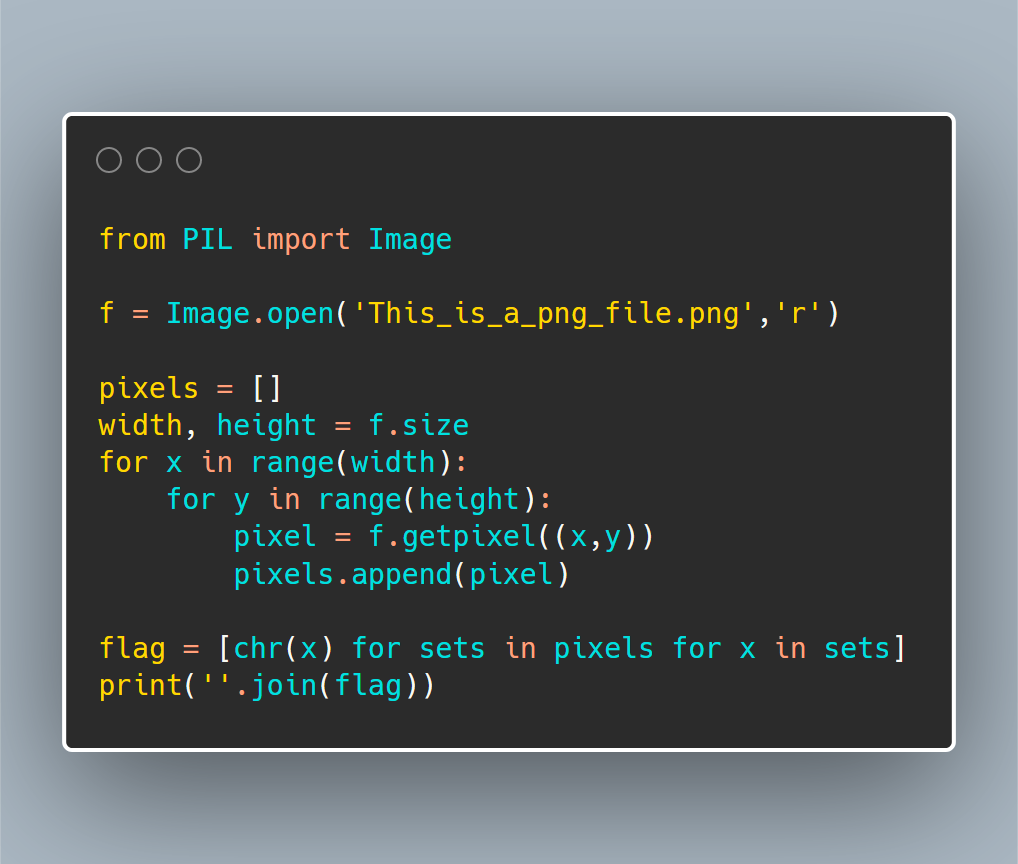 from PIL import Image
f = Image.open('This_is_a_png_file.png','r')
pixels = []
width, height = f.size
for x in range(width):
    for y in range(height):
        pixel = f.getpixel((x,y))
        pixels.append(pixel)
flag = [chr(x) for sets in pixels for x in sets]
print(''.join(flag))